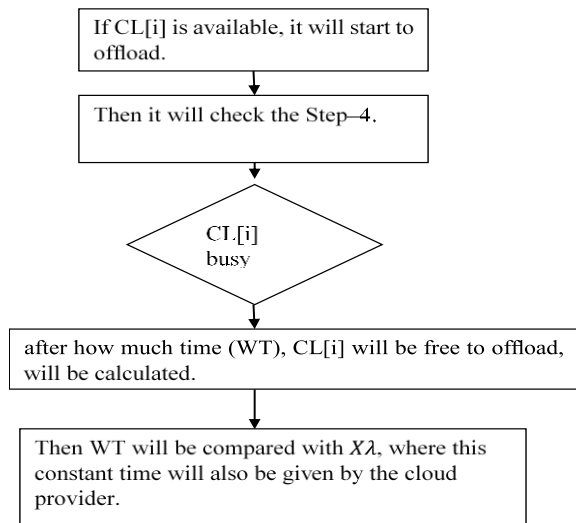 If CL[i] is available, it will start to
offload.
Then it will check the Step–4.
CL[i]
busy
after how much time (WT), CL[i] will be free to offload,
will be calculated.
Then WT will be compared with Xλ, where this
constant time will also be given by the cloud
provider.